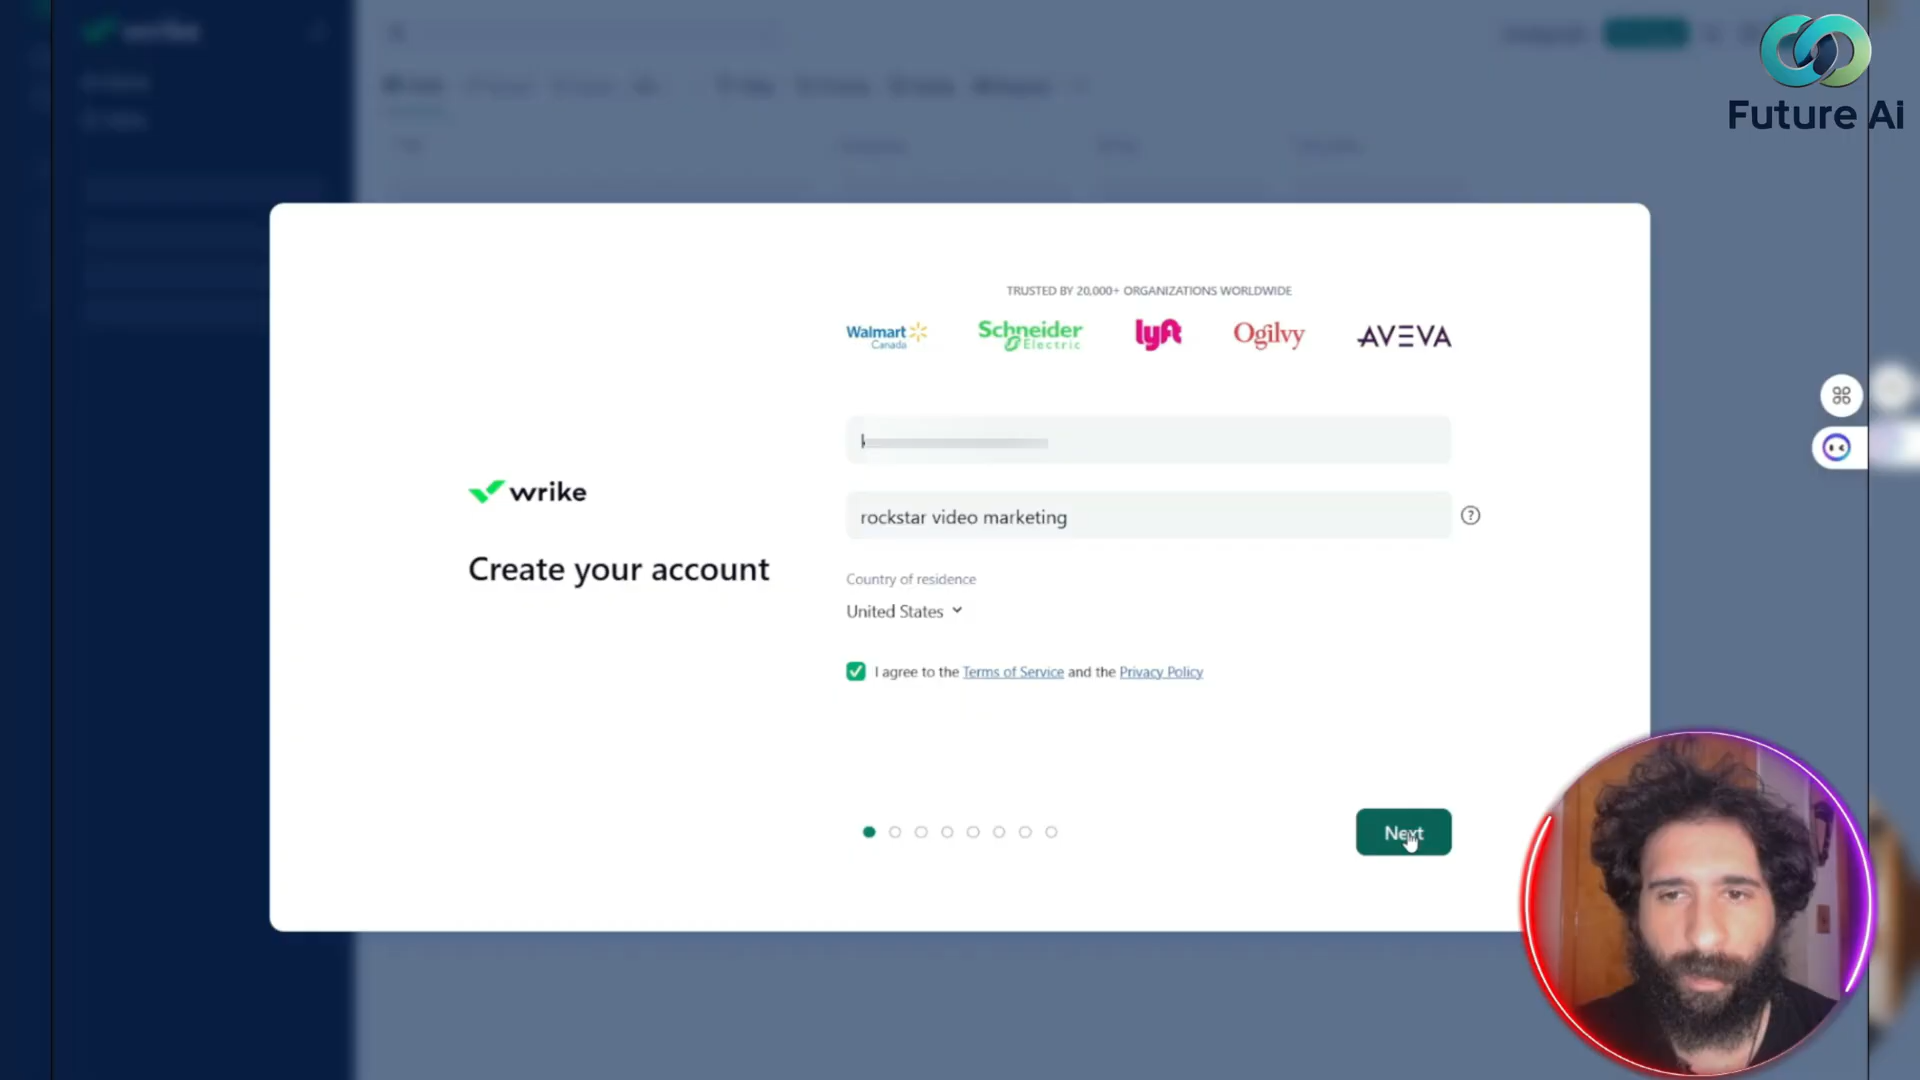 Future Ai
TRUSTED BY 20,000+ ORGANIZATIONS WORLDWIDE
Walmart
Canada
Schneider
Electric
lyft
Ogilvy
AVEVA
wrike
Create your account
rockstar video marketing
Country of residence
United States
I agree to the Terms of Service and the Privacy Policy
Next